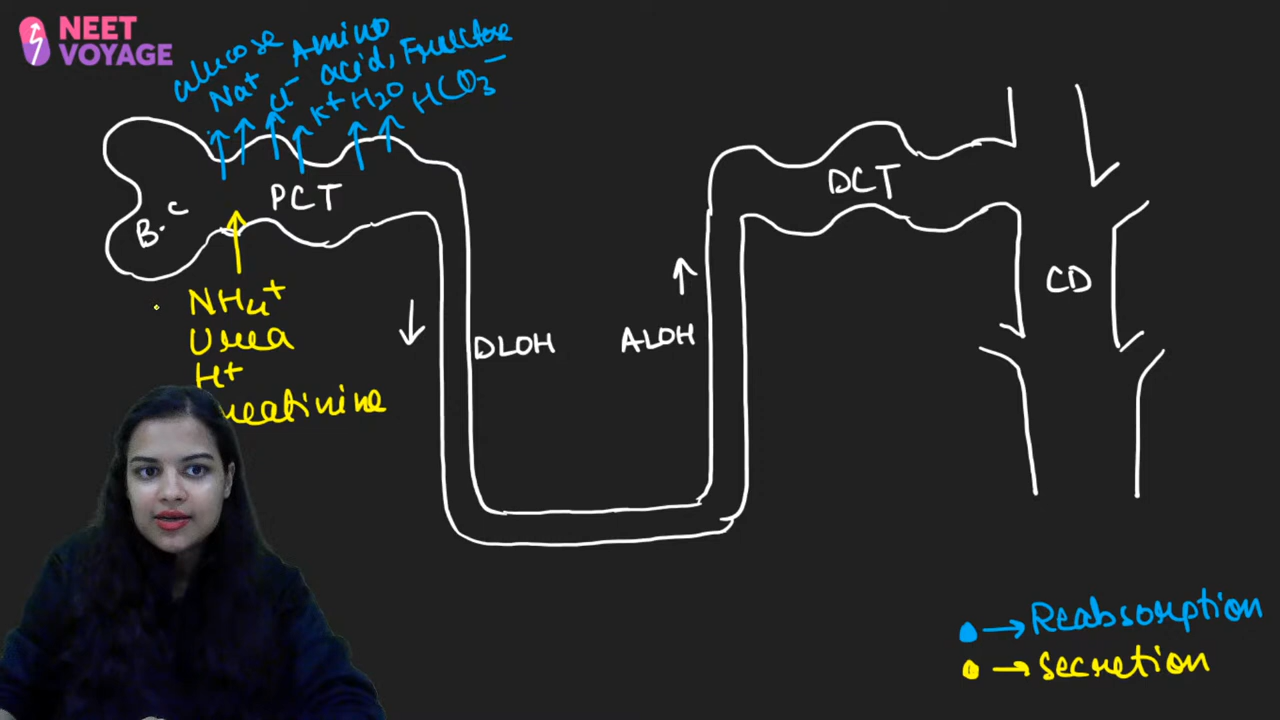 NEET
VOYAGE
Glucose Amino
Na+ Cl- acid, Fructose
K+ H2O HCO3-
B.C
PCT
DCT
NH4+
Urea
H+
CD
DLOH
ALOH
Reabsorption
Secretion